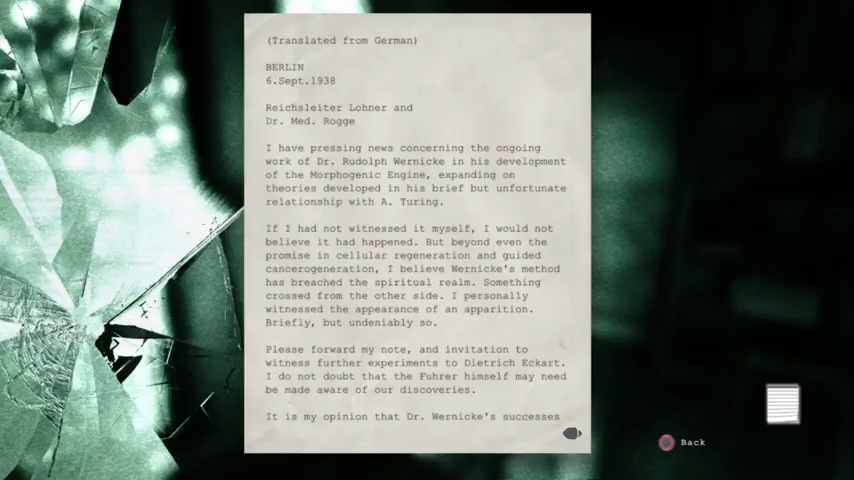 (Translated from German)
BERLIN
6.Sept.1938
Reichsleiter Lohner and
Dr. Med. Rogge
I have pressing news concerning the ongoing
work of Dr. Rudolph Wernicke in his development
of the Morphogenic Engine, expanding on
theories developed in his brief but unfortunate
relationship with A. Turing.
If I had not witnessed it myself, I would not
believe it had happened. But beyond even the
promise in cellular regeneration and guided
cancerogeneration, I believe Wernicke's method
has breached the spiritual realm. Something
crossed from the other side. I personally
witnessed the appearance of an apparition.
Briefly, but undeniably so.
Please forward my note, and invitation to
witness further experiments to Dietrich Eckart.
I do not doubt that the Fuhrer himself may need
be made aware of our discoveries.
It is my opinion that Dr. Wernicke's successes
Back